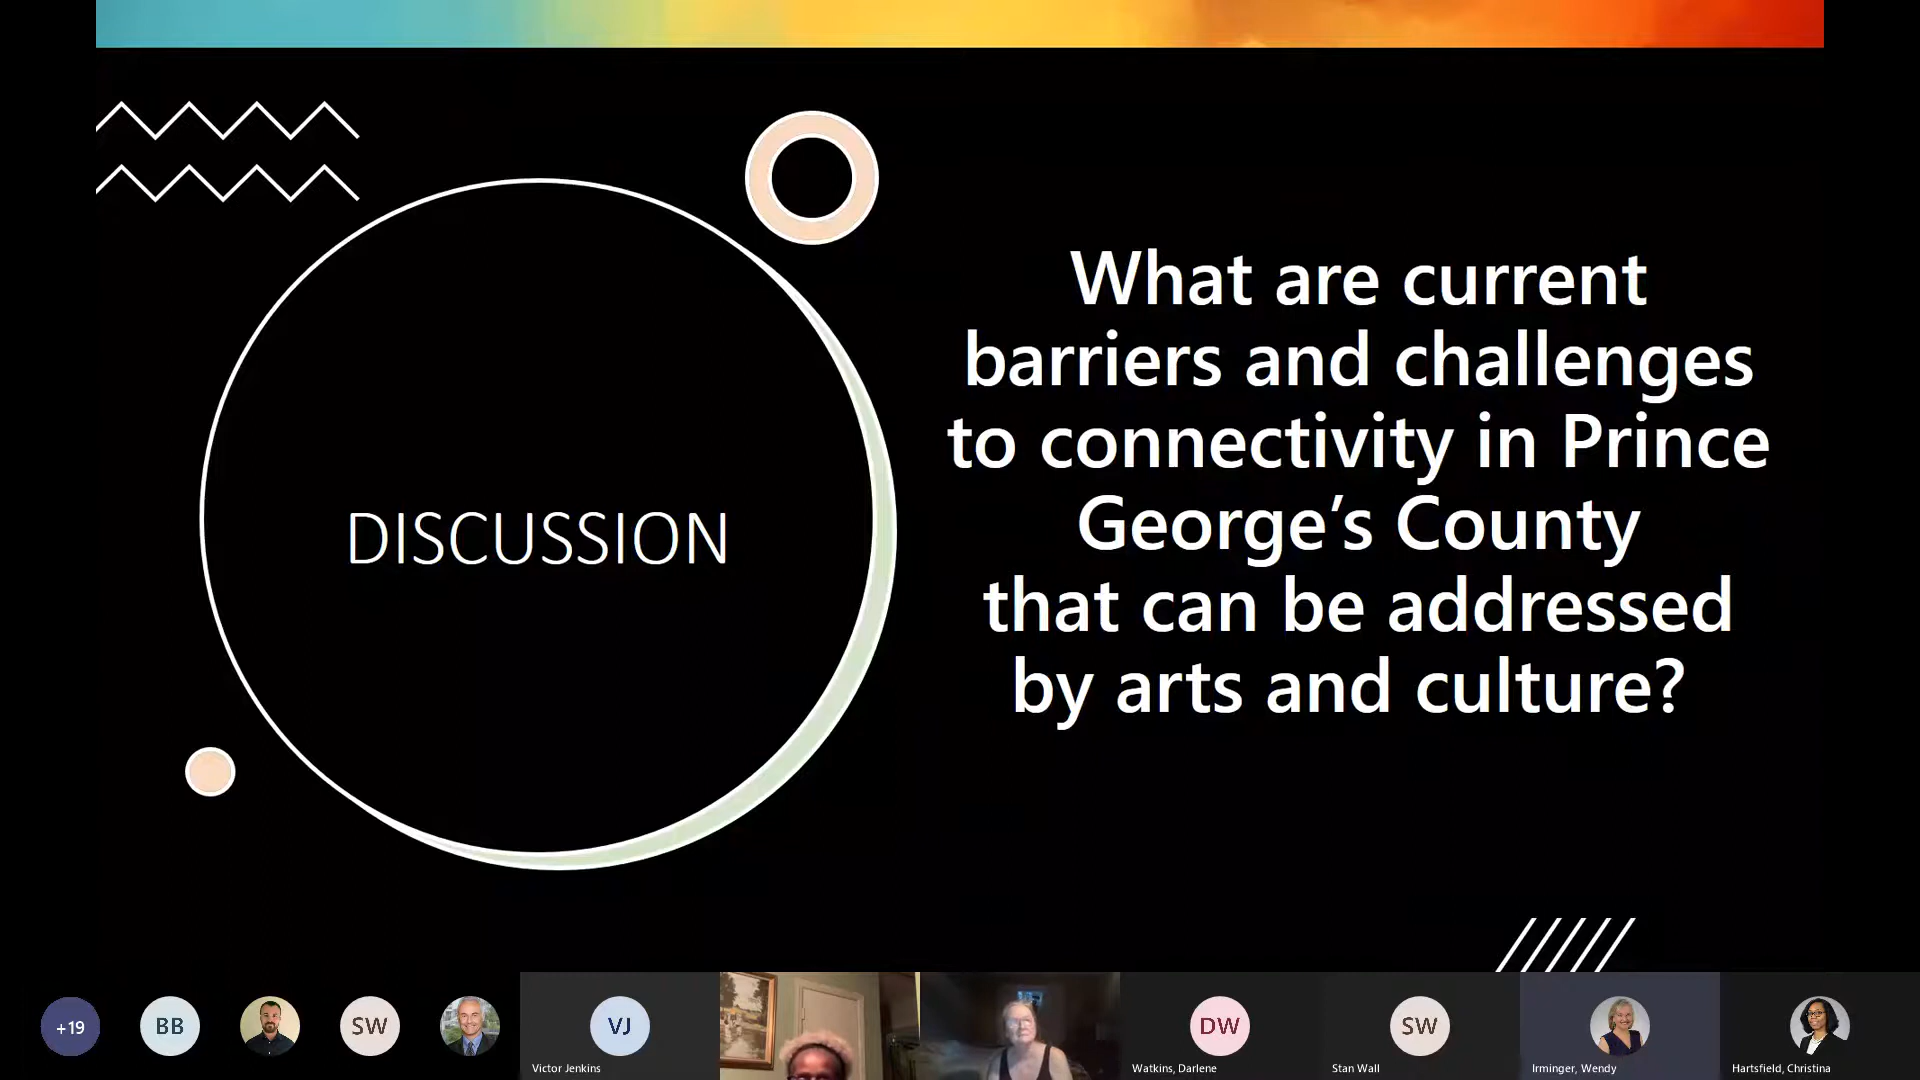 DISCUSSION
What are current
barriers and challenges
to connectivity in Prince
George’s County
that can be addressed
by arts and culture?
+19
BB
SW
VJ
Victor Jenkins
DW
Watkins, Darlene
SW
Stan Wall
Irminger, Wendy
Hartsfield, Christina